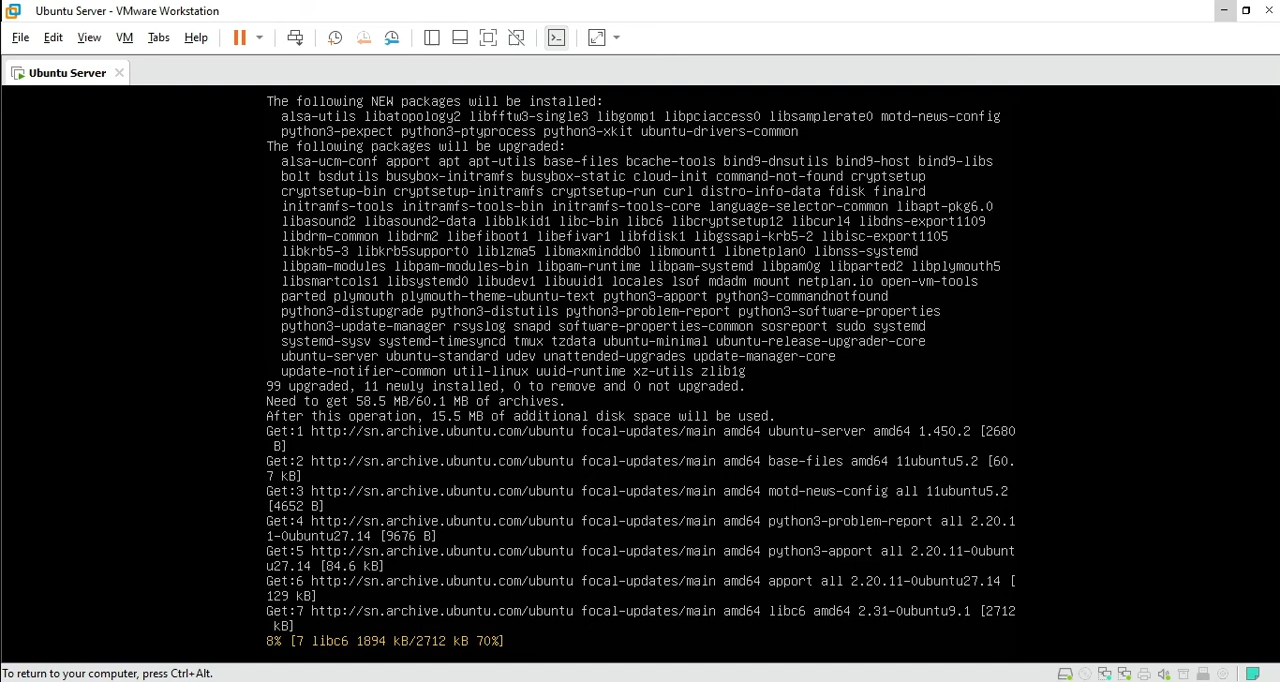 Ubuntu Server - VMware Workstation
File Edit View VM Tabs Help
Ubuntu Server
The following NEW packages will be installed:
alsa-utils libatopology2 libfftw3-single3 libgomp1 libpciaccess0 libsamplerate0 motd-news-config
python3-pexpect python3-ptyprocess python3-xkit ubuntu-drivers-common
The following packages will be upgraded:
alsa-ucm-conf apport apt apt-utils base-files bcache-tools bind9-dnsutils bind9-host bind9-libs
bolt bsdutils busybox-initramfs busybox-static cloud-init command-not-found cryptsetup
cryptsetup-bin cryptsetup-initramfs cryptsetup-run curl distro-info-data fdisk finalrd
initramfs-tools initramfs-tools-bin initramfs-tools-core language-selector-common libapt-pkg6.0
libasound2 libasound2-data libblkid1 libc-bin libc6 libcryptsetup12 libcurl4 libdns-export1109
libdrm-common libdrm2 libefiboot1 libefivar1 libfdisk1 libgssapi-krb5-2 libisc-export1105
libkrb5-3 libkrb5support0 liblzma5 libmaxminddb0 libmount1 libnetplan0 libnss-systemd
libpam-modules libpam-modules-bin libpam-runtime libpam-systemd libpam0g libparted2 libplymouth5
libsmartcols1 libsystemd0 libudev1 libuuid1 locales lsof mdadm mount netplan.io open-vm-tools
parted plymouth plymouth-theme-ubuntu-text python3-apport python3-commandnotfound
python3-distupgrade python3-distutils python3-problem-report python3-software-properties
python3-update-manager rsyslog snapd software-properties-common sosreport sudo systemd
systemd-sysv systemd-timesyncd tmux tzdata ubuntu-minimal ubuntu-release-upgrader-core
ubuntu-server ubuntu-standard udev unattended-upgrades update-manager-core
update-notifier-common util-linux uuid-runtime xz-utils zlib1g
99 upgraded, 11 newly installed, 0 to remove and 0 not upgraded.
Need to get 58.5 MB/60.1 MB of archives.
After this operation, 15.5 MB of additional disk space will be used.
Get:1 http://sn.archive.ubuntu.com/ubuntu focal-updates/main amd64 ubuntu-server amd64 1.450.2 [2680
B]
Get:2 http://sn.archive.ubuntu.com/ubuntu focal-updates/main amd64 base-files amd64 11ubuntu5.2 [60.
7 kB]
Get:3 http://sn.archive.ubuntu.com/ubuntu focal-updates/main amd64 motd-news-config all 11ubuntu5.2
[4652 B]
Get:4 http://sn.archive.ubuntu.com/ubuntu focal-updates/main amd64 python3-problem-report all 2.20.1
1-0ubuntu27.14 [9676 B]
Get:5 http://sn.archive.ubuntu.com/ubuntu focal-updates/main amd64 python3-apport all 2.20.11-0ubunt
u27.14 [84.6 kB]
Get:6 http://sn.archive.ubuntu.com/ubuntu focal-updates/main amd64 apport all 2.20.11-0ubuntu27.14 [
129 kB]
Get:7 http://sn.archive.ubuntu.com/ubuntu focal-updates/main amd64 libc6 amd64 2.31-0ubuntu9.1 [2712
kB]
8% [7 libc6 1894 kB/2712 kB 70%]
To return to your computer, press Ctrl+Alt.